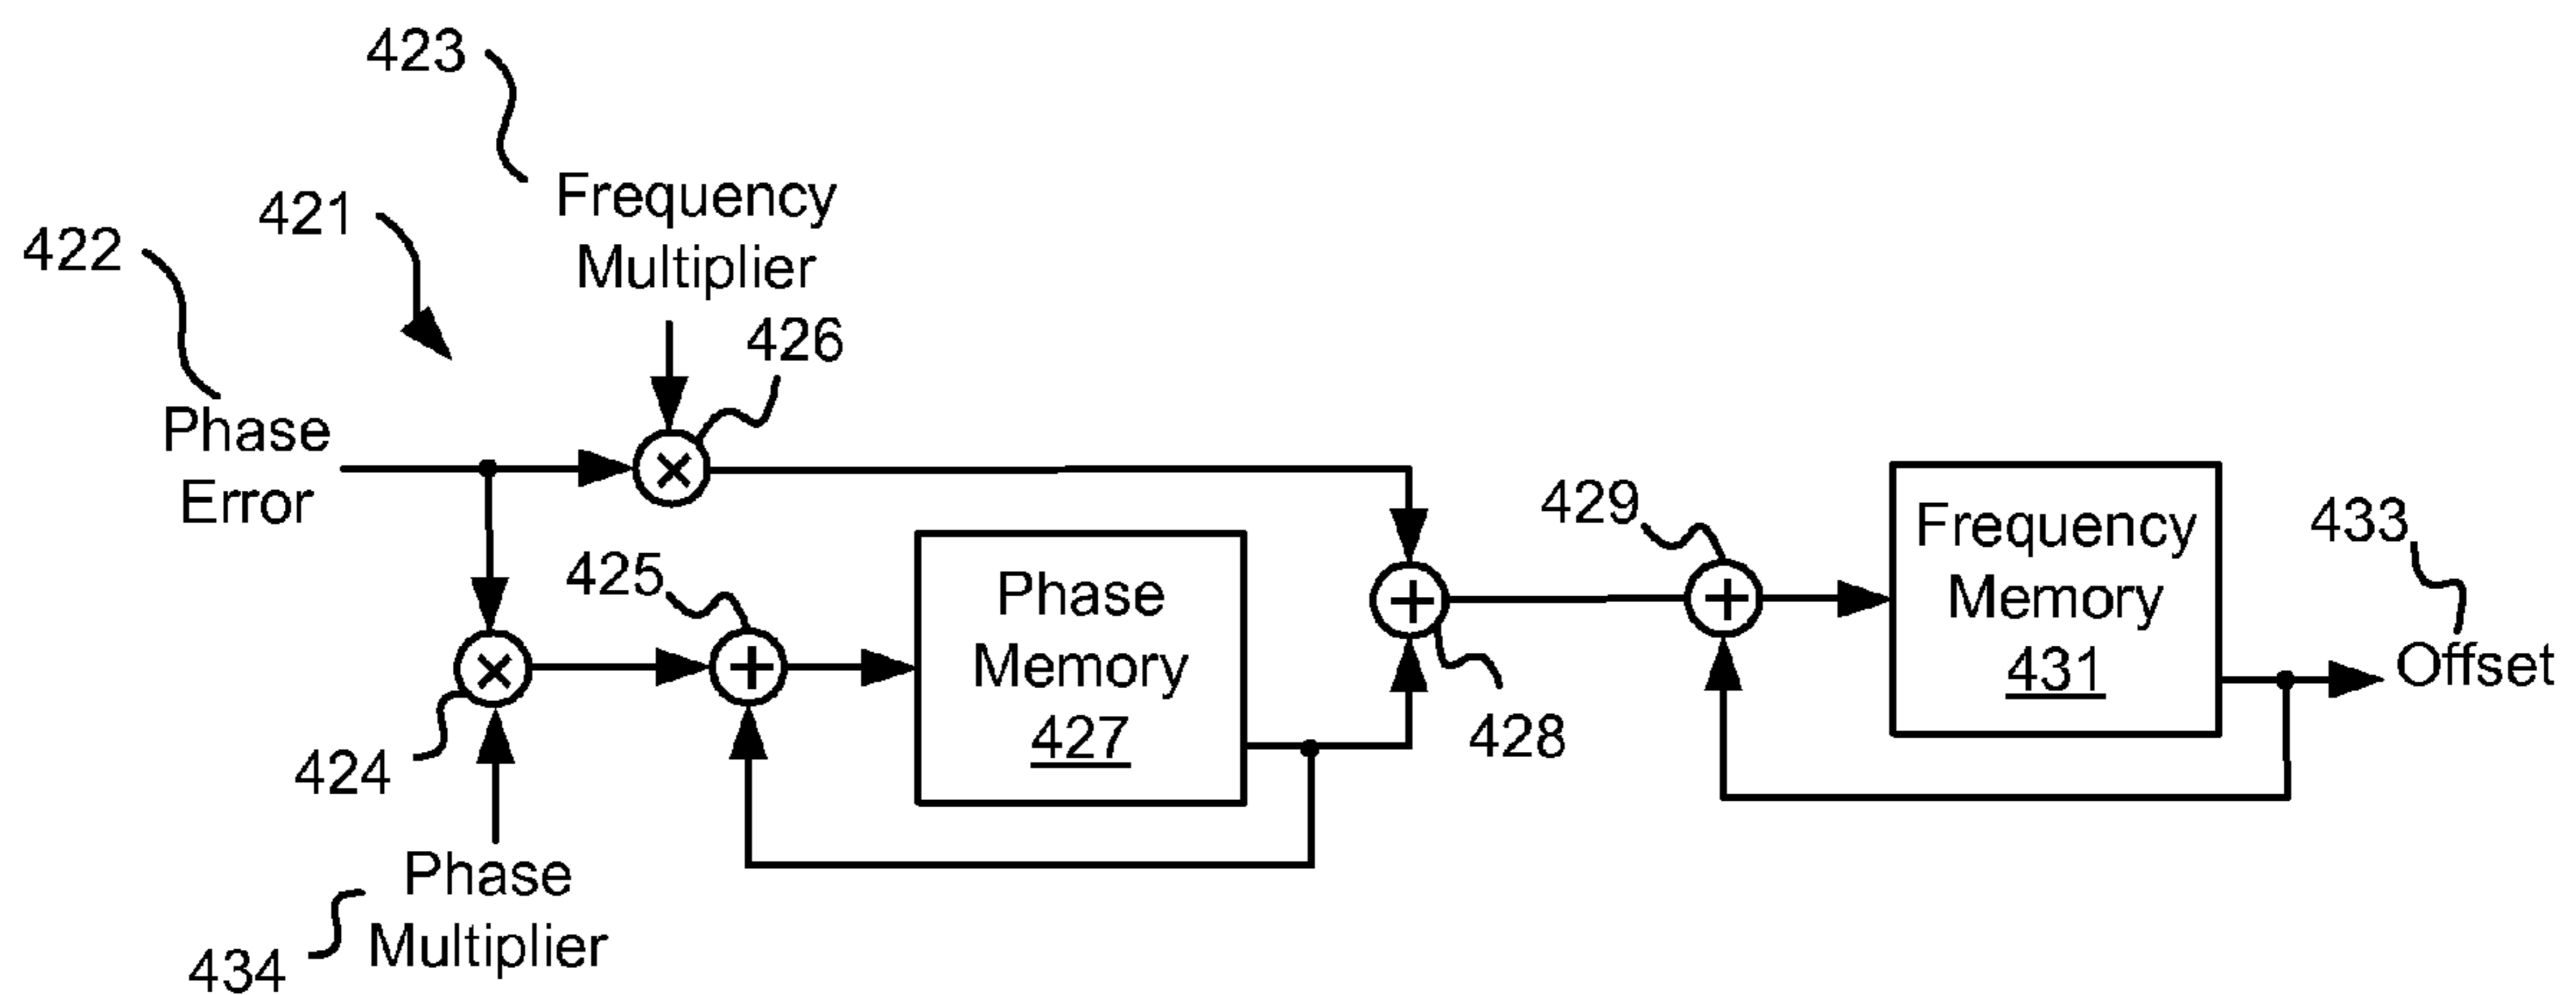 423
421
422
Frequency
Multiplier
426
Phase
Error
425
424
Phase
Memory
427
Phase
Multiplier
434
428
429
Frequency
Memory
431
433
Offset